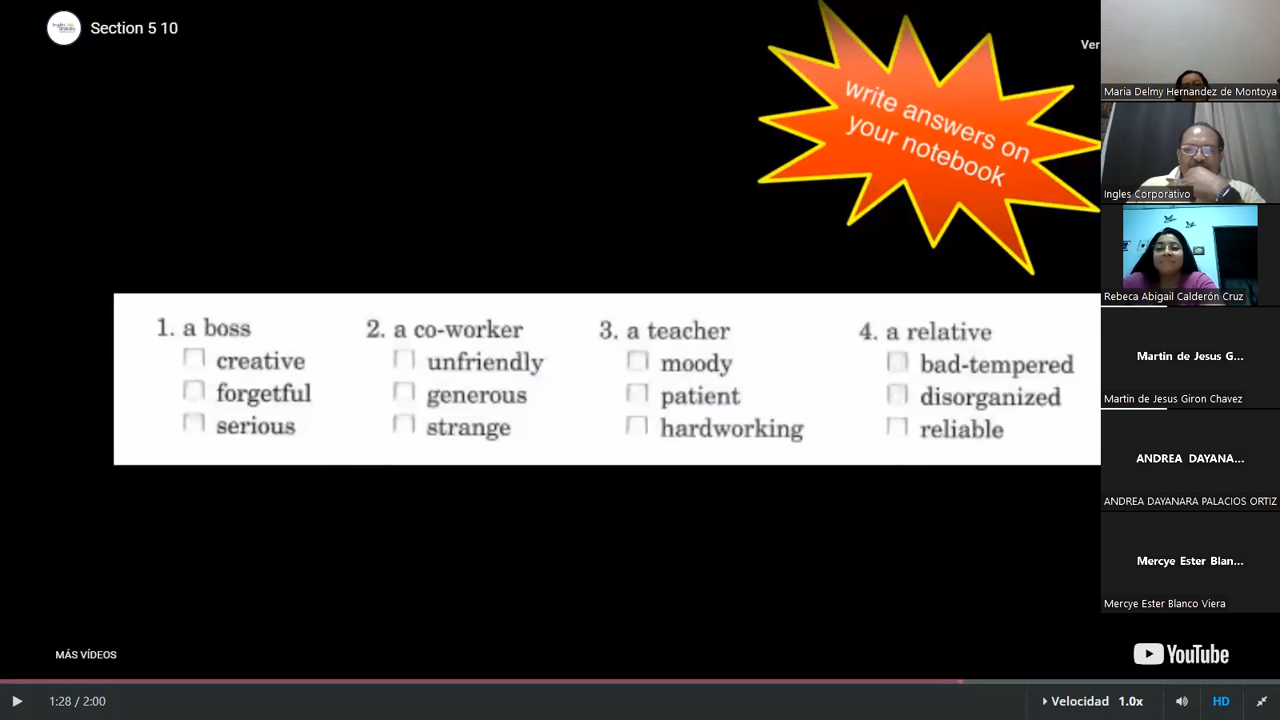 Section 5 10
Ver
write answers on
your notebook
1. a boss
creative
forgetful
serious
2. a co-worker
unfriendly
generous
strange
3. a teacher
moody
patient
hardworking
4. a relative
bad-tempered
disorganized
reliable
Maria Delmy Hernandez de Montoya
Ingles Corporativo
Rebeca Abigail Calderón Cruz
Martin de Jesus G...
Martin de Jesus Giron Chavez
ANDREA DAYANA...
ANDREA DAYANARA PALACIOS ORTIZ
Mercye Ester Blan...
Mercye Ester Blanco Viera
MÁS VÍDEOS
YouTube
1:28 / 2:00
Velocidad 1.0x
HD